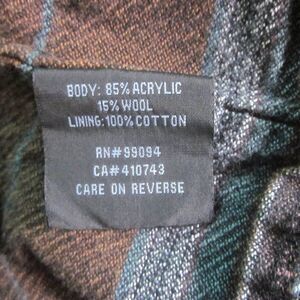 BODY: 85% ACRYLIC
15% WOOL
LINING: 100% COTTON
RN#99094
CA#410743
CARE ON REVERSE